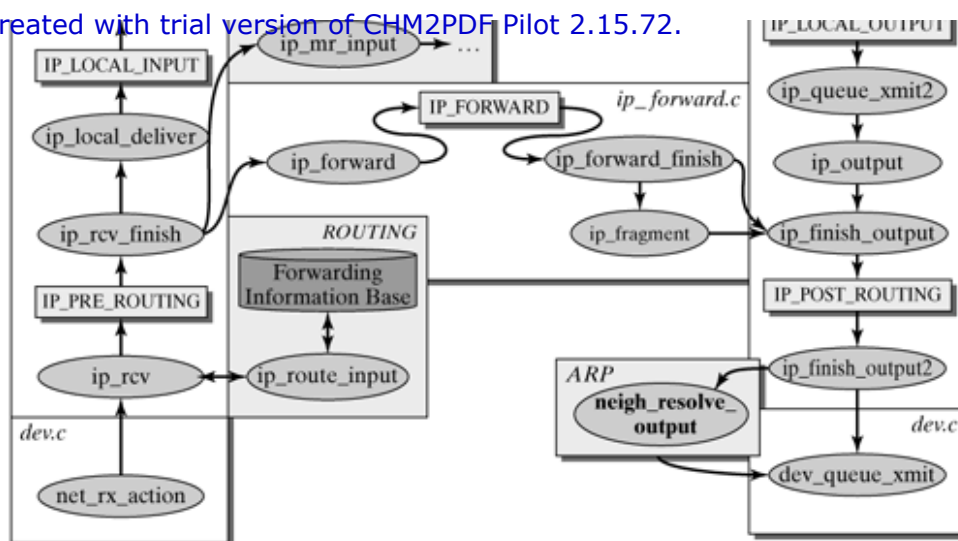 reated with trial version of CHM2PDF Pilot 2.15.72.
ip_mr_input
...
IP_LOCAL_INPUT
IP_LOCAL_OUTPUT
ip_queue_xmit2
ip_forward.c
IP_FORWARD
ip_local_deliver
ip_forward
ip_forward_finish
ip_output
ip_rcv_finish
ROUTING
ip_fragment
ip_finish_output
Forwarding
Information Base
IP_PRE_ROUTING
IP_POST_ROUTING
ip_rcv
ip_route_input
ARP
ip_finish_output2
neigh_resolve_
output
dev.c
dev.c
net_rx_action
dev_queue_xmit